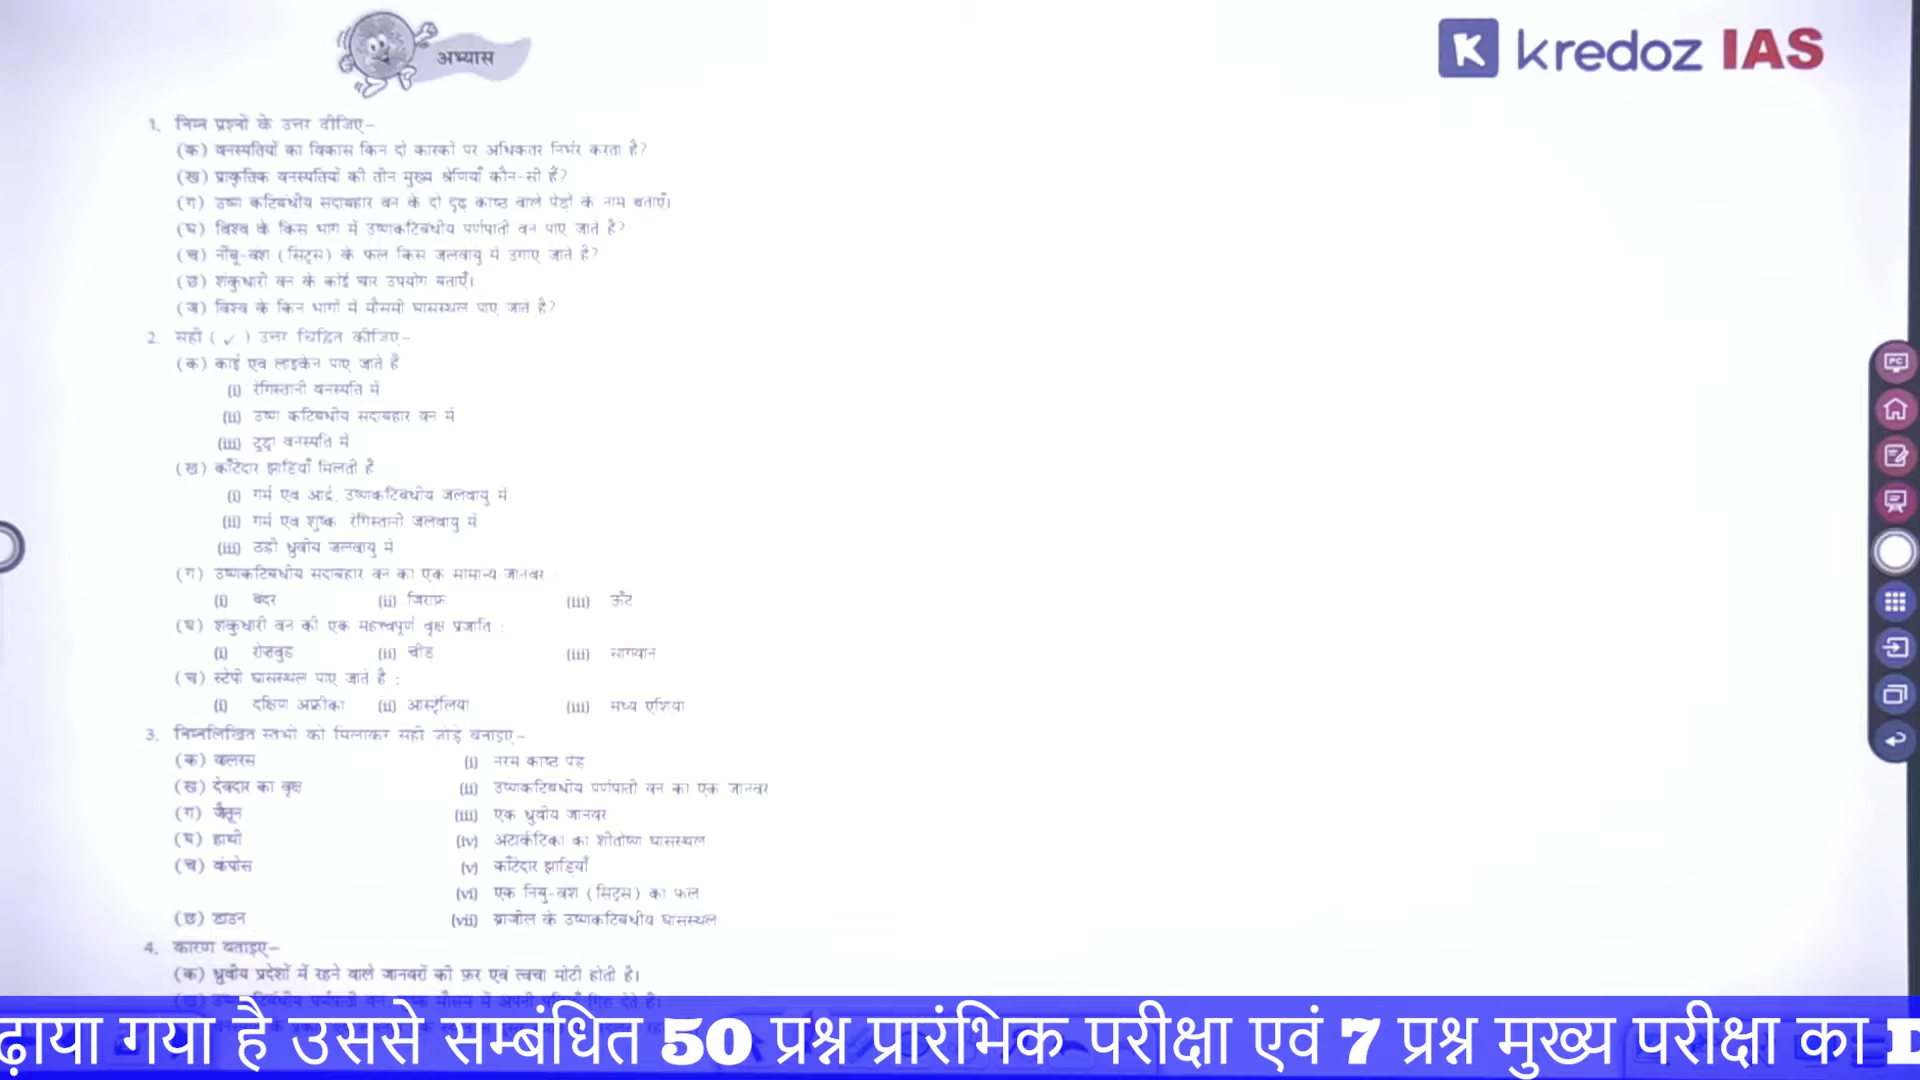 अभ्यास
kredoz IAS
1. निम्न प्रश्नों के उत्तर दीजिए–
(क) वनस्पतियों का विकास किन दो कारकों पर अधिकतर निर्भर करता है?
(ख) प्राकृतिक वनस्पतियों की तीन मुख्य श्रेणियाँ कौन-सी हैं?
(ग) उष्ण कटिबंधीय सदाबहार वन के दो दृढ़ काष्ठ वाले पेड़ों के नाम बताएँ।
(घ) विश्व के किस भाग में उष्णकटिबंधीय पर्णपाती वन पाए जाते हैं?
(च) नींबू-वंश (सिट्रस) के फल किस जलवायु में उगाए जाते हैं?
(छ) शंकुधारी वन के कोई चार उपयोग बताएँ।
(ज) विश्व के किन भागों में मौसमी घासस्थल पाए जाते हैं?
2. सही (✓) उत्तर चिह्नित कीजिए–
(क) काई एवं लाइकेन पाए जाते हैं
(i) रेगिस्तानी वनस्पति में
(ii) उष्ण कटिबंधीय सदाबहार वन में
(iii) टुंड्रा वनस्पति में
(ख) काँटेदार झाड़ियाँ मिलती हैं
(i) गर्म एवं आर्द्र, उष्णकटिबंधीय जलवायु में
(ii) गर्म एवं शुष्क रेगिस्तानी जलवायु में
(iii) ठंडी ध्रुवीय जलवायु में
(ग) उष्णकटिबंधीय सदाबहार वन का एक सामान्य जानवर :
(i) बंदर (ii) जिराफ़ (iii) ऊँट
(घ) शंकुधारी वन की एक महत्त्वपूर्ण वृक्ष प्रजाति :
(i) रोज़वुड (ii) चीड़ (iii) सागवान
(च) स्टेपी घासस्थल पाए जाते हैं :
(i) दक्षिण अफ्रीका (ii) आस्ट्रेलिया (iii) मध्य एशिया
3. निम्नलिखित स्तंभों को मिलाकर सही जोड़े बनाइए–
(क) वालरस (i) नरम काष्ठ पेड़
(ख) देवदार का वृक्ष (ii) उष्णकटिबंधीय पर्णपाती वन का एक जानवर
(ग) जैतून (iii) एक ध्रुवीय जानवर
(घ) हाथी (iv) अंटार्कटिका का शीतोष्ण घासस्थल
(च) कंपोस (v) काँटेदार झाड़ियाँ
(vi) एक निंबु-वंश (सिट्रस) का फल
(छ) डाउन (vii) ब्राजील के उष्णकटिबंधीय घासस्थल
4. कारण बताइए–
(क) ध्रुवीय प्रदेशों में रहने वाले जानवरों की फ़र एवं त्वचा मोटी होती है।
ढ़ाया गया है उससे सम्बंधित 50 प्रश्न प्रारंभिक परीक्षा एवं 7 प्रश्न मुख्य परीक्षा का